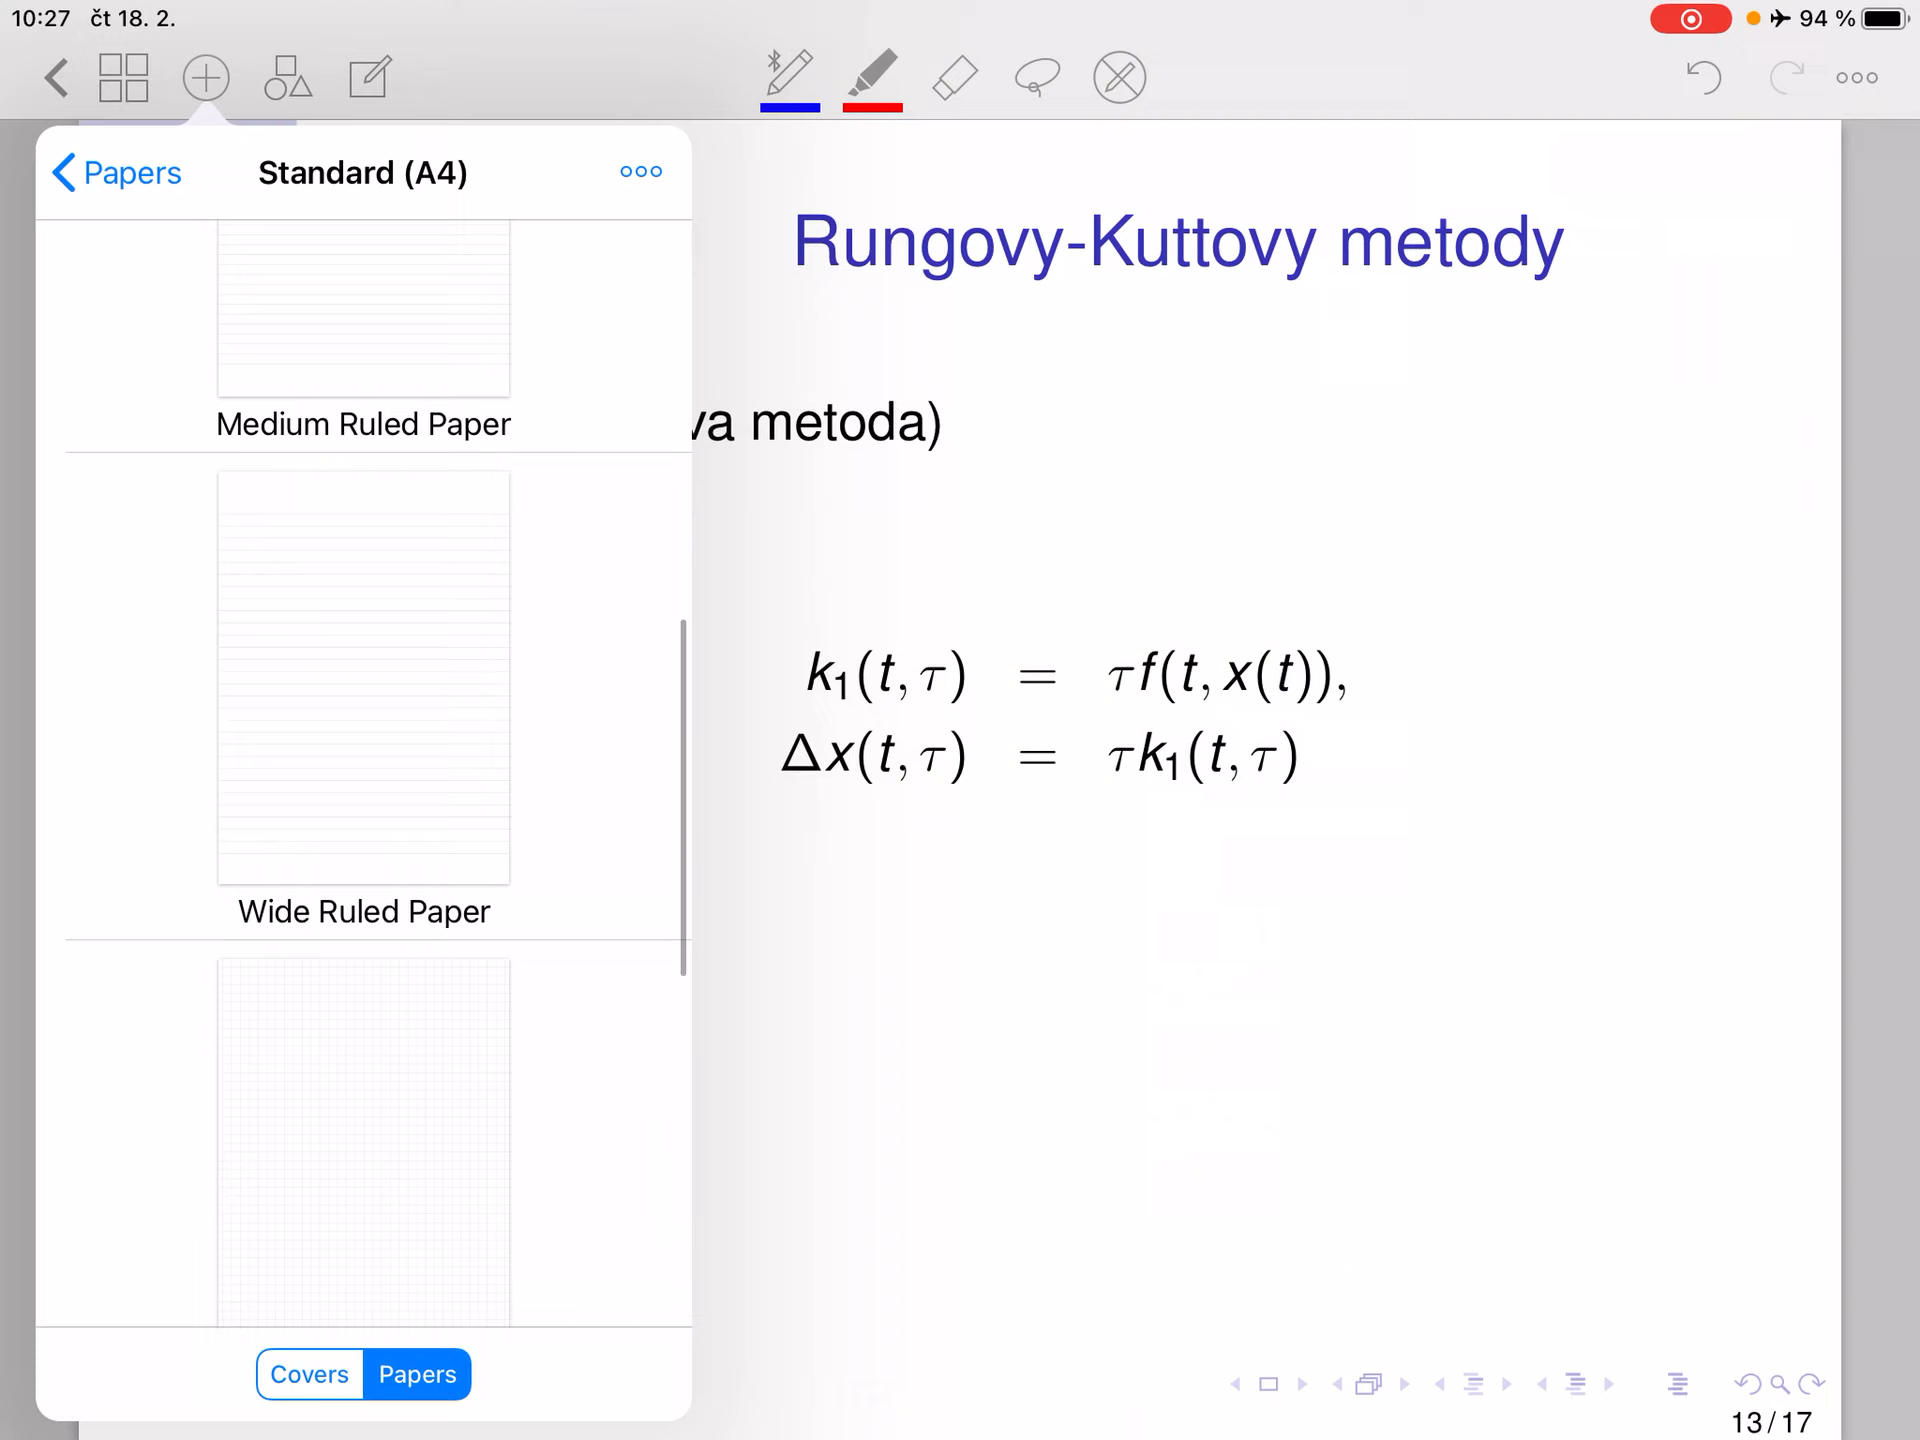 10:27 čt 18. 2.
94 %
Papers
Standard (A4)
Rungovy-Kuttovy metody
Medium Ruled Paper
va metoda)
k₁(t, τ) = τf(t, x(t)),
Δx(t, τ) = τk₁(t, τ)
Wide Ruled Paper
Covers
Papers
13/17